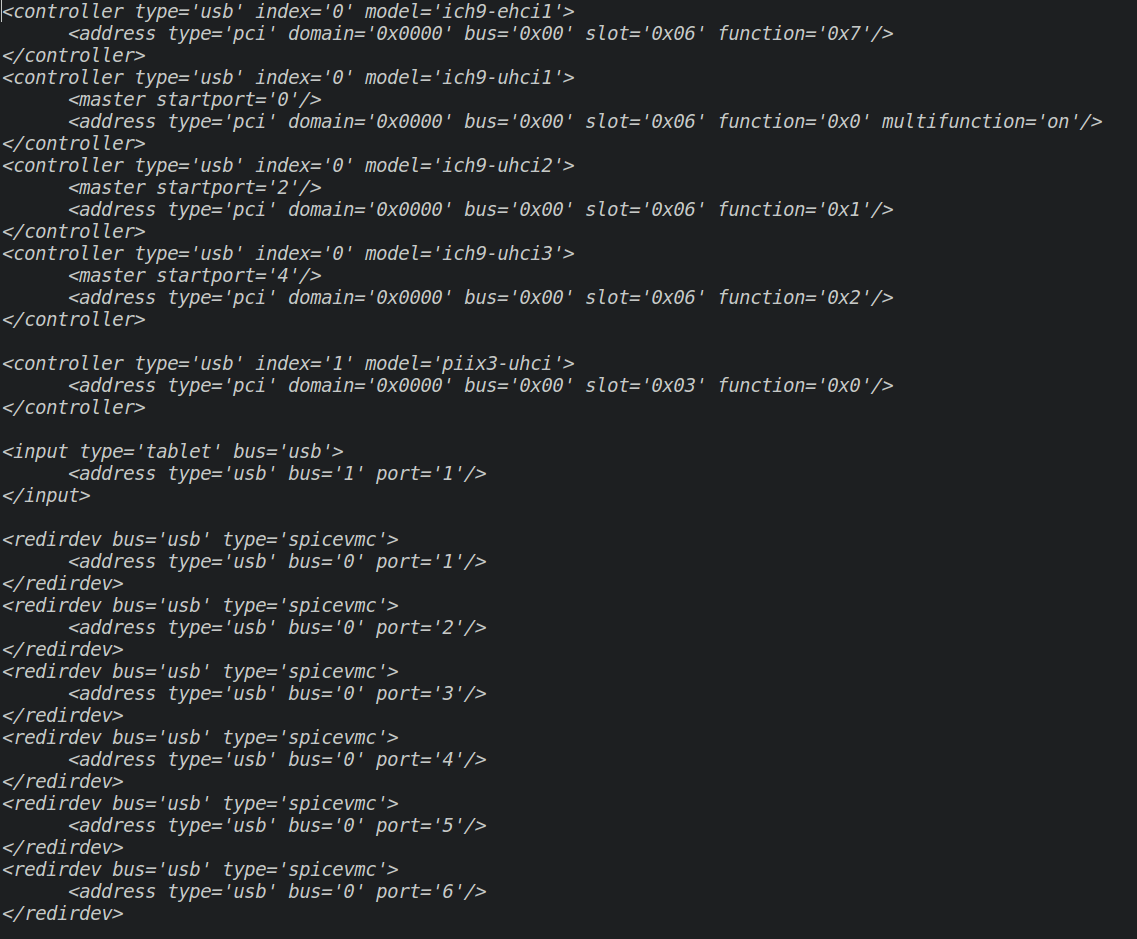 <controller type='usb' index='0' model='ich9-ehci1'>
      <address type='pci' domain='0x0000' bus='0x00' slot='0x06' function='0x7'/>
</controller>
<controller type='usb' index='0' model='ich9-uhci1'>
      <master startport='0'/>
      <address type='pci' domain='0x0000' bus='0x00' slot='0x06' function='0x0' multifunction='on'/>
</controller>
<controller type='usb' index='0' model='ich9-uhci2'>
      <master startport='2'/>
      <address type='pci' domain='0x0000' bus='0x00' slot='0x06' function='0x1'/>
</controller>
<controller type='usb' index='0' model='ich9-uhci3'>
      <master startport='4'/>
      <address type='pci' domain='0x0000' bus='0x00' slot='0x06' function='0x2'/>
</controller>

<controller type='usb' index='1' model='piix3-uhci'>
      <address type='pci' domain='0x0000' bus='0x00' slot='0x03' function='0x0'/>
</controller>

<input type='tablet' bus='usb'>
      <address type='usb' bus='1' port='1'/>
</input>

<redirdev bus='usb' type='spicevmc'>
      <address type='usb' bus='0' port='1'/>
</redirdev>
<redirdev bus='usb' type='spicevmc'>
      <address type='usb' bus='0' port='2'/>
</redirdev>
<redirdev bus='usb' type='spicevmc'>
      <address type='usb' bus='0' port='3'/>
</redirdev>
<redirdev bus='usb' type='spicevmc'>
      <address type='usb' bus='0' port='4'/>
</redirdev>
<redirdev bus='usb' type='spicevmc'>
      <address type='usb' bus='0' port='5'/>
</redirdev>
<redirdev bus='usb' type='spicevmc'>
      <address type='usb' bus='0' port='6'/>
</redirdev>